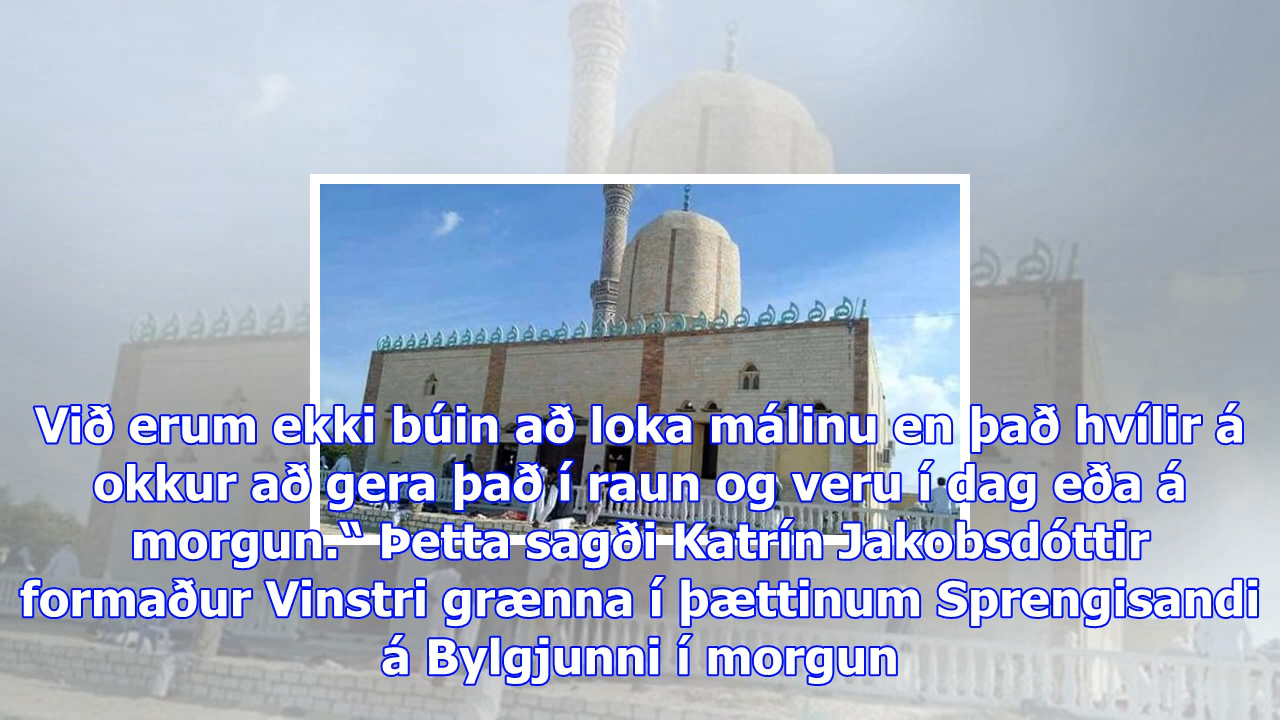 Við erum ekki búin að loka málinu en það hvílir á
okkur að gera það í raun og veru í dag eða á
morgun.“ Þetta sagði Katrín Jakobsdóttir
formaður Vinstri grænna í þættinum Sprengisandi
á Bylgjunni í morgun